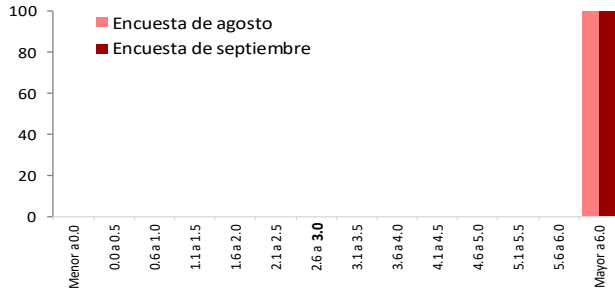 100
Encuesta de agosto
Encuesta de septiembre
80
60
40
20
0
Menor a 0.0
0.0 a 0.5
0.6 a 1.0
1.1 a 1.5
1.6 a 2.0
2.1 a 2.5
2.6 a 3.0
3.1 a 3.5
3.6 a 4.0
4.1 a 4.5
4.6 a 5.0
5.1 a 5.5
5.6 a 6.0
Mayor a 6.0